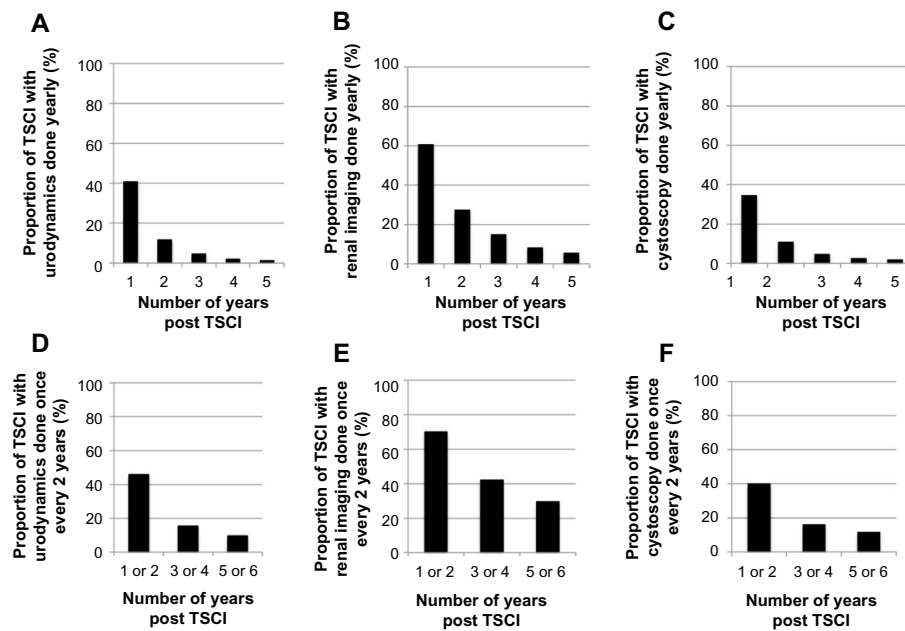 A
Proportion of TSCI with
urodynamics done yearly (%)
100
80
60
40
20
0
1 2 3 4 5
Number of years
post TSCI
B
Proportion of TSCI with
renal imaging done yearly (%)
100
80
60
40
20
0
1 2 3 4 5
Number of years
post TSCI
C
Proportion of TSCI with
cystoscopy done yearly (%)
100
80
60
40
20
0
1 2 3 4 5
Number of years
post TSCI
D
Proportion of TSCI with
urodynamics done once
every 2 years (%)
100
80
60
40
20
0
1 or 2 3 or 4 5 or 6
Number of years
post TSCI
E
Proportion of TSCI with
renal imaging done once
every 2 years (%)
100
80
60
40
20
0
1 or 2 3 or 4 5 or 6
Number of years
post TSCI
F
Proportion of TSCI with
cystoscopy done once
every 2 years (%)
100
80
60
40
20
0
1 or 2 3 or 4 5 or 6
Number of years
post TSCI